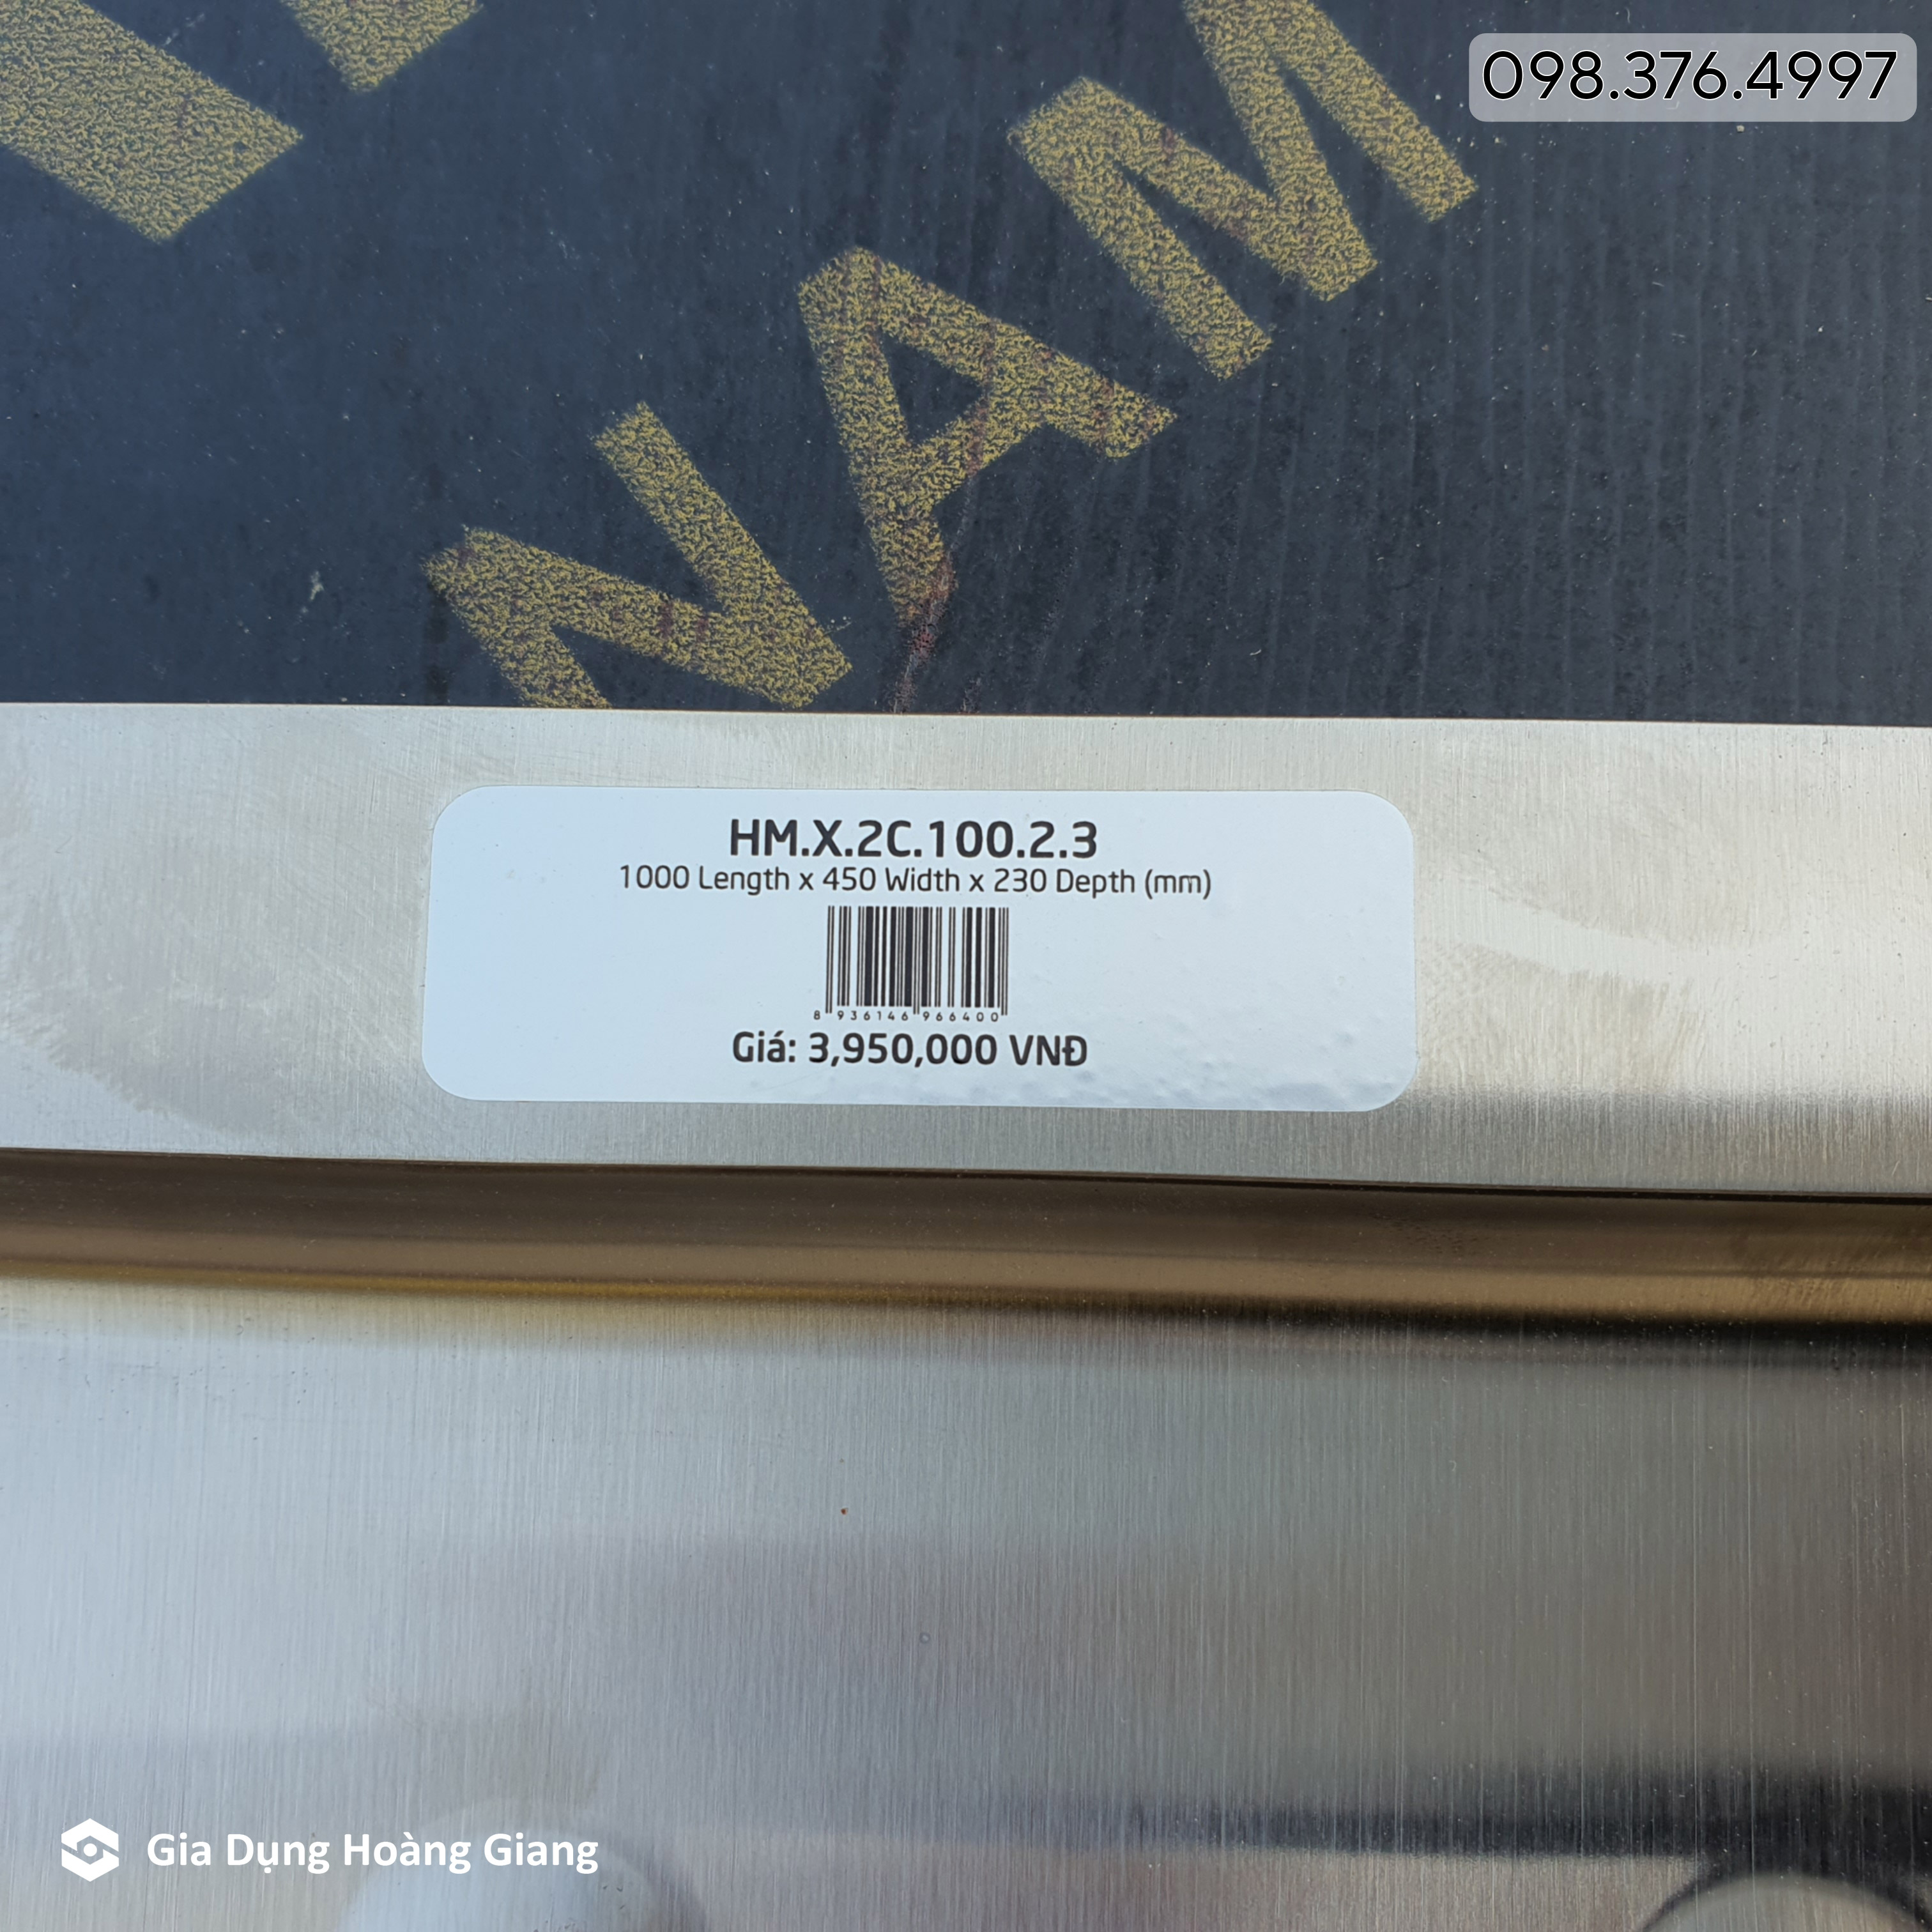 098.376.4997
NAM
HM.X.2C.100.2.3
1000 Length x 450 Width x 230 Depth (mm)
8 936146 966400
Giá: 3,950,000 VNĐ
Gia Dụng Hoàng Giang